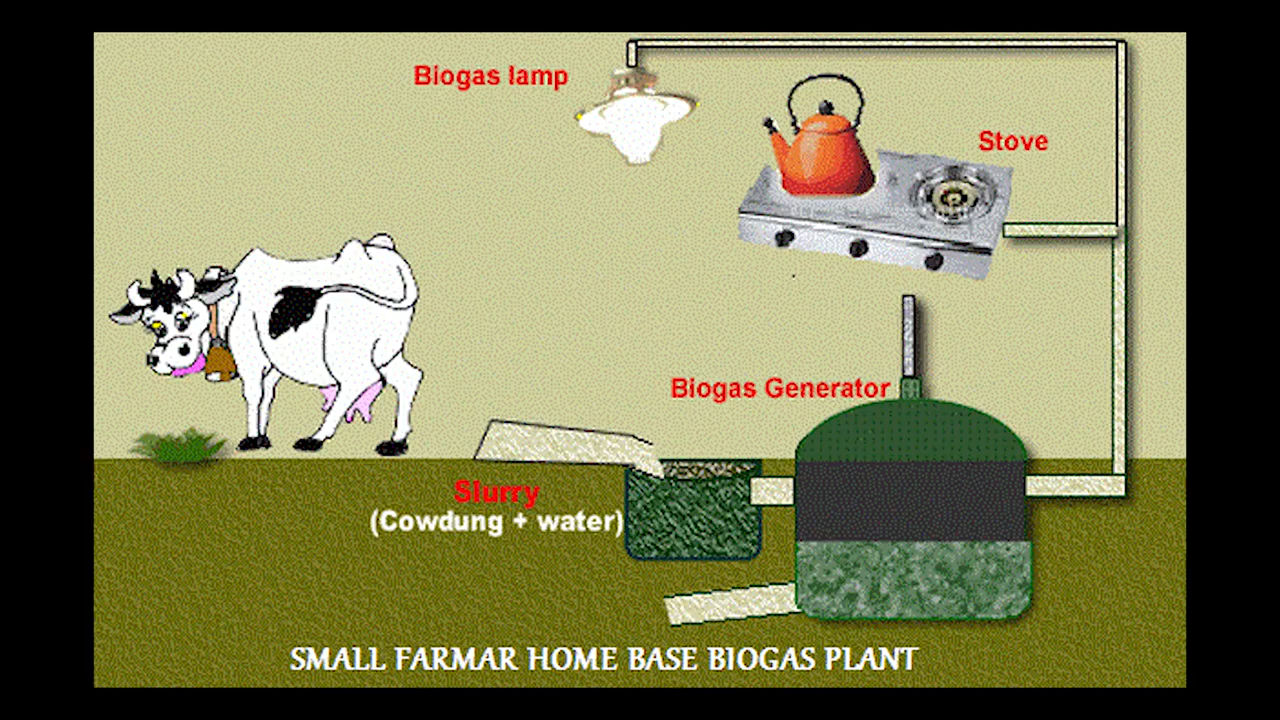 Biogas lamp
Stove
Biogas Generator
Slurry
(Cowdung + water)
SMALL FARMAR HOME BASE BIOGAS PLANT